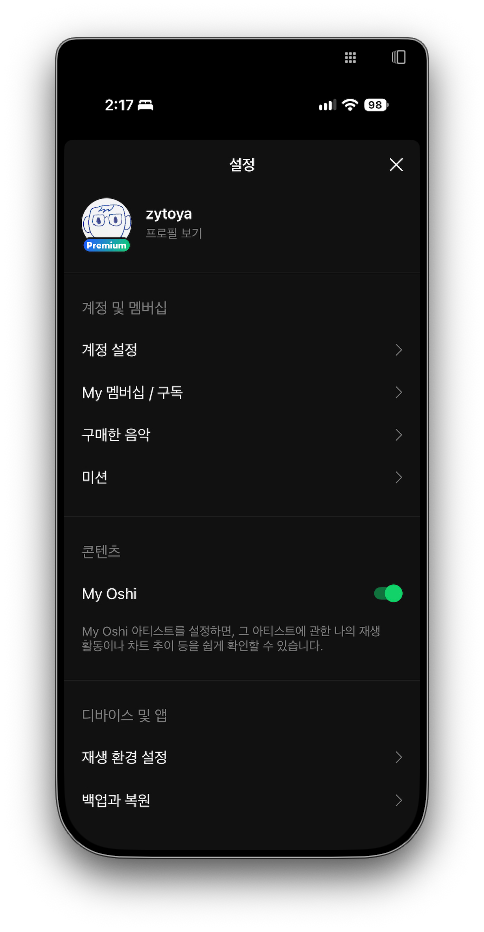 2:17
98
설정
zytoya
프로필 보기
Premium
계정 및 멤버십
계정 설정
My 멤버십 / 구독
구매한 음악
미션
콘텐츠
My Oshi
My Oshi 아티스트를 설정하면, 그 아티스트에 관한 나의 재생
활동이나 차트 추이 등을 쉽게 확인할 수 있습니다.
디바이스 및 앱
재생 환경 설정
백업과 복원